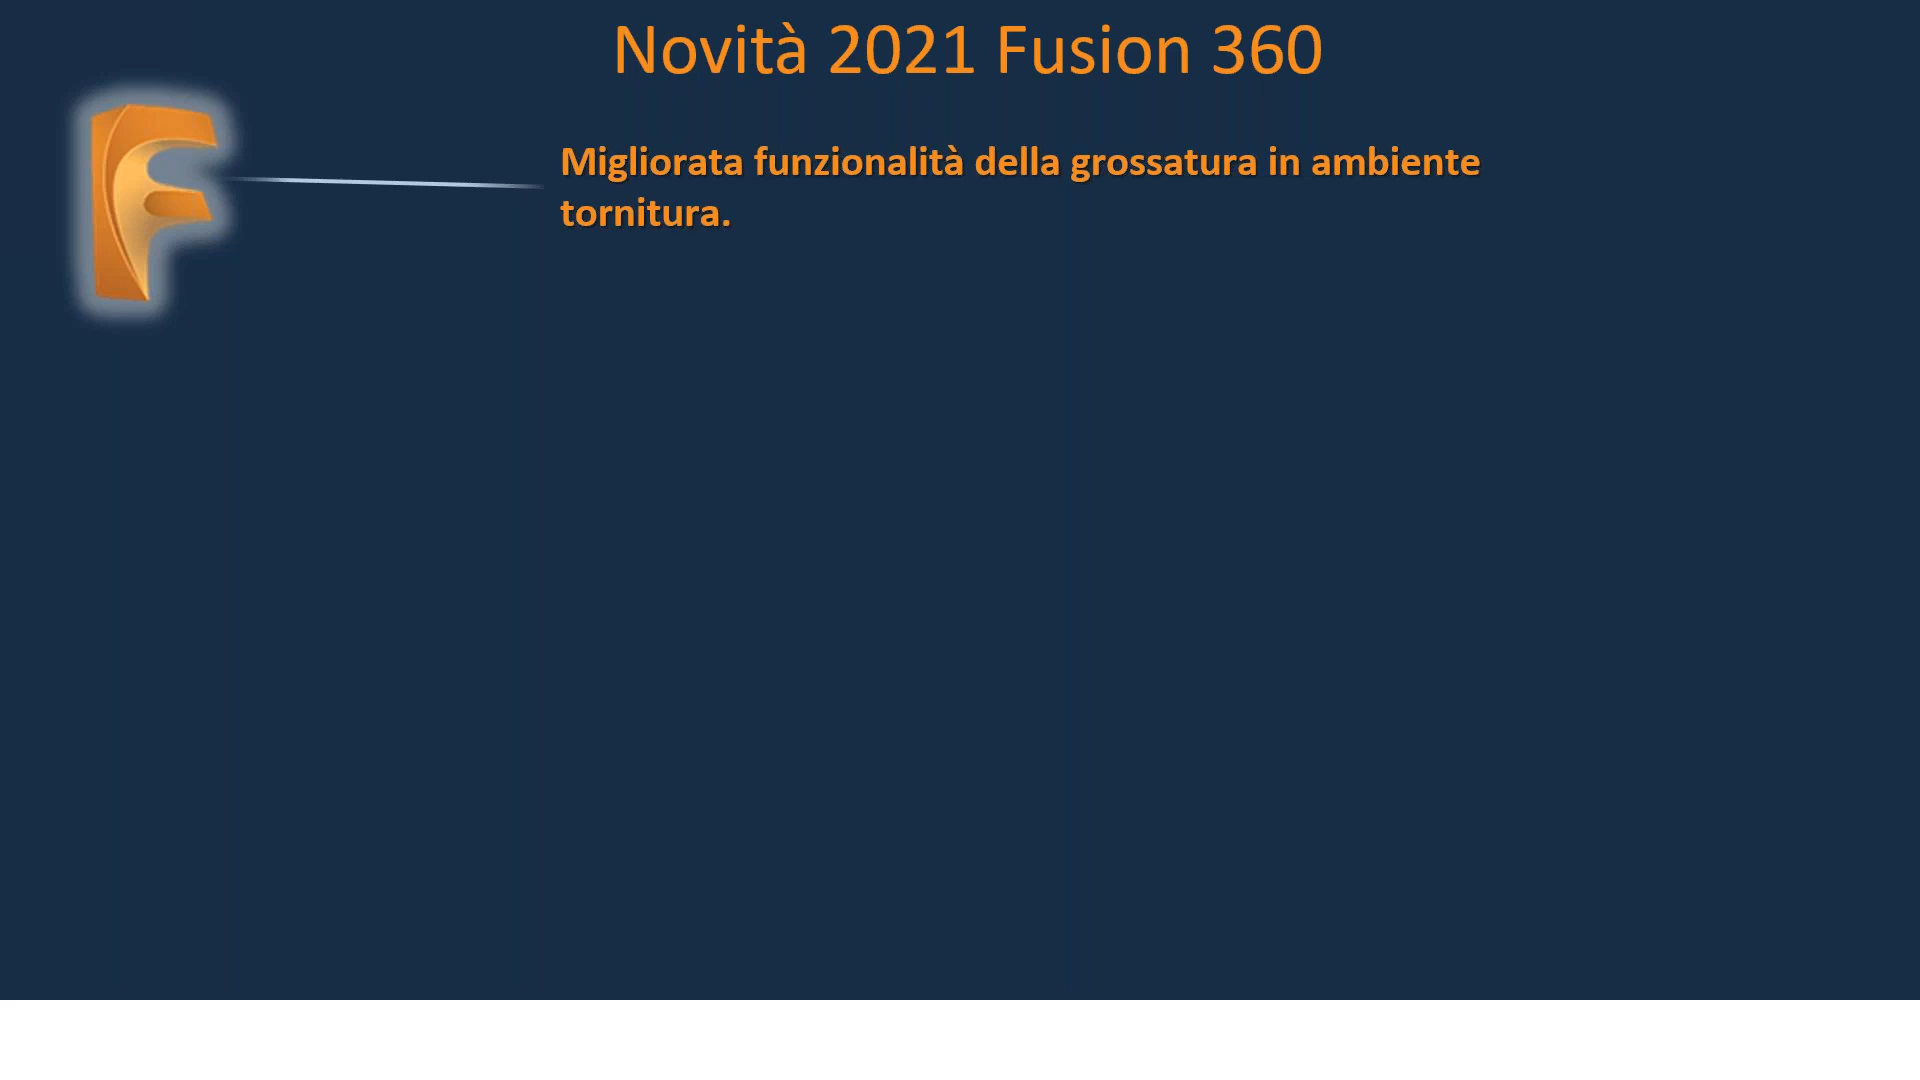 Novità 2021 Fusion 360
Migliorata funzionalità della grossatura in ambiente
tornitura.